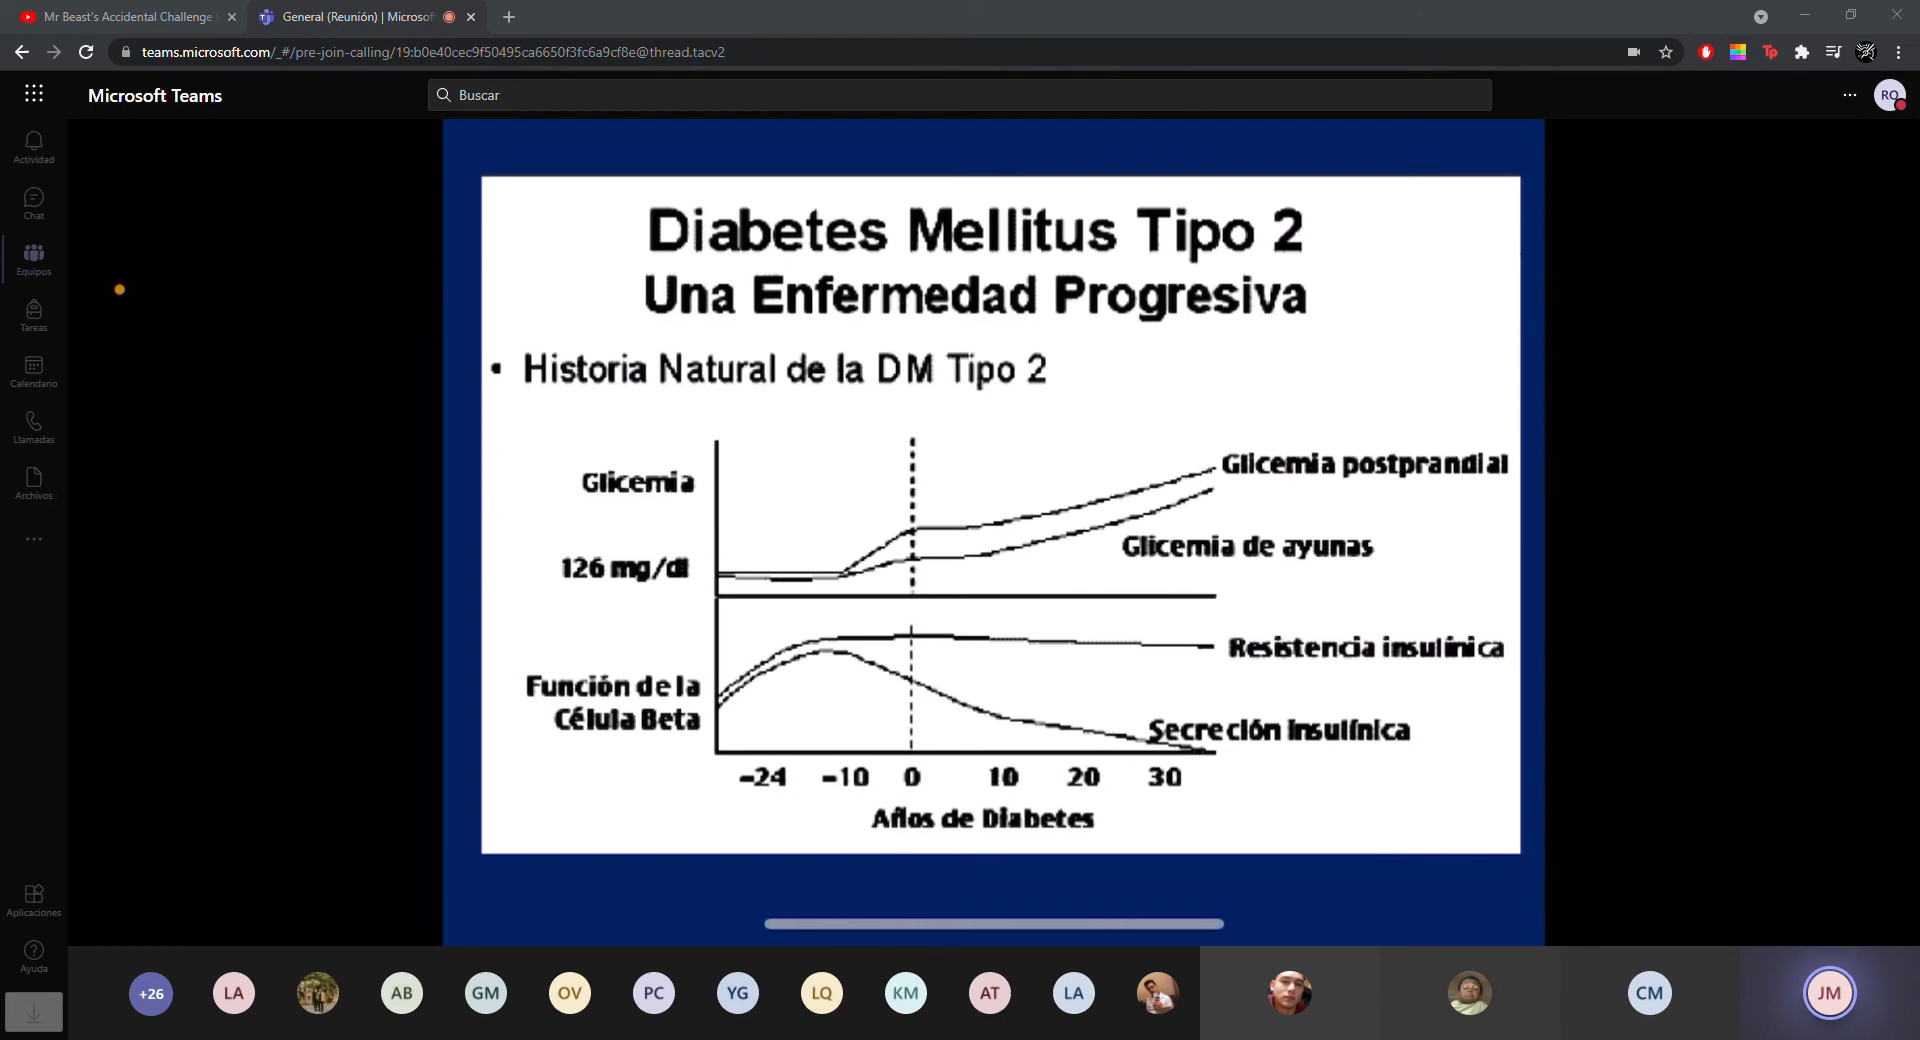 Mr Beast's Accidental Challenge
General (Reunión) | Microsof
teams.microsoft.com/_#/pre-join-calling/19:b0e40cec9f50495ca6650f3fc6a9cf8e@thread.tacv2
Microsoft Teams
Buscar
RO
Actividad
Chat
Equipos
Tareas
Calendario
Llamadas
Archivos
Aplicaciones
Ayuda
Diabetes Mellitus Tipo 2
Una Enfermedad Progresiva
• Historia Natural de la DM Tipo 2
Glicemia
Glicemia postprandial
Glicemia de ayunas
126 mg/dl
Resistencia insulínica
Función de la
Célula Beta
Secreción insulínica
-24 -10 0 10 20 30
Años de Diabetes
+26 LA AB GM OV PC YG LQ KM AT LA CM JM